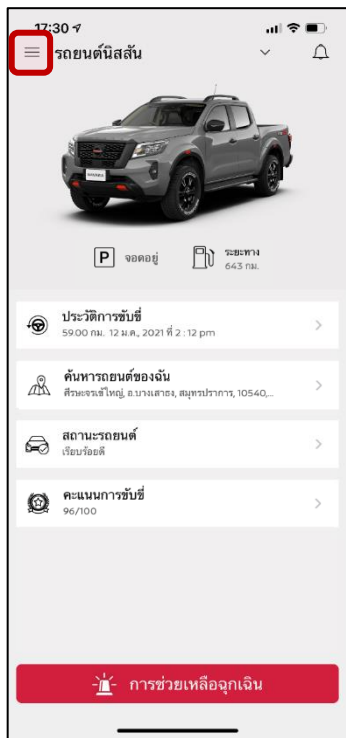 17:30
รถยนต์นิสสัน
NAVARA
P จอดอยู่
ระยะทาง
643 กม.
ประวัติการขับขี่
59.00 กม. 12 ม.ค., 2021 ที่ 2 : 12 pm
ค้นหารถยนต์ของฉัน
ศีรษะจรเข้ใหญ่, อ.บางเสาธง, สมุทรปราการ, 10540,...
สถานะรถยนต์
เรียบร้อยดี
คะแนนการขับขี่
96/100
การช่วยเหลือฉุกเฉิน